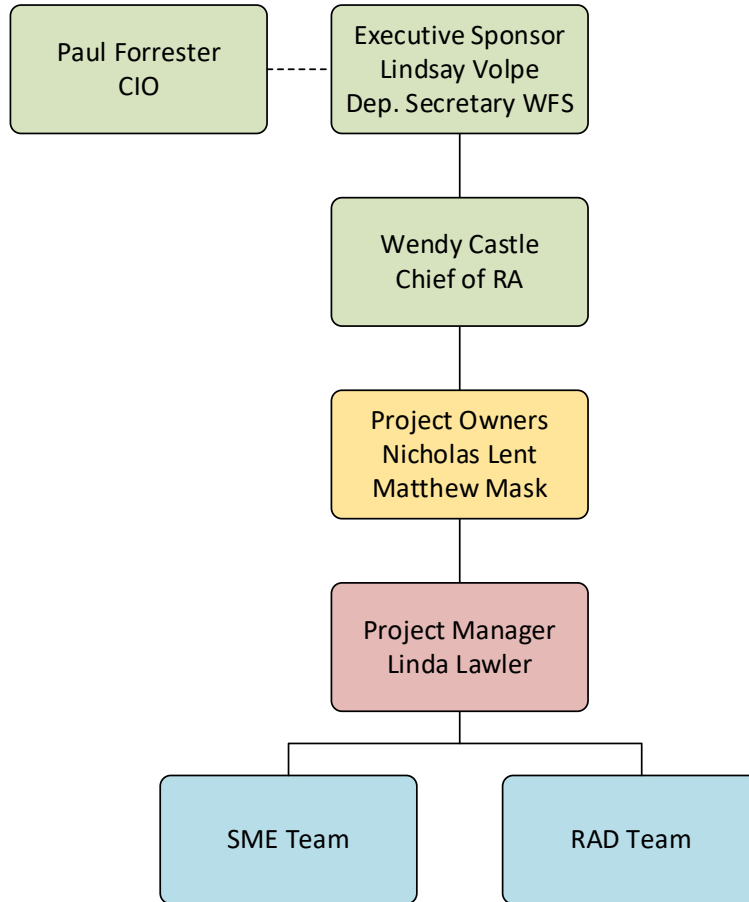 Paul Forrester
CIO
Executive Sponsor
Lindsay Volpe
Dep. Secretary WFS
Wendy Castle
Chief of RA
Project Owners
Nicholas Lent
Matthew Mask
Project Manager
Linda Lawler
SME Team
RAD Team